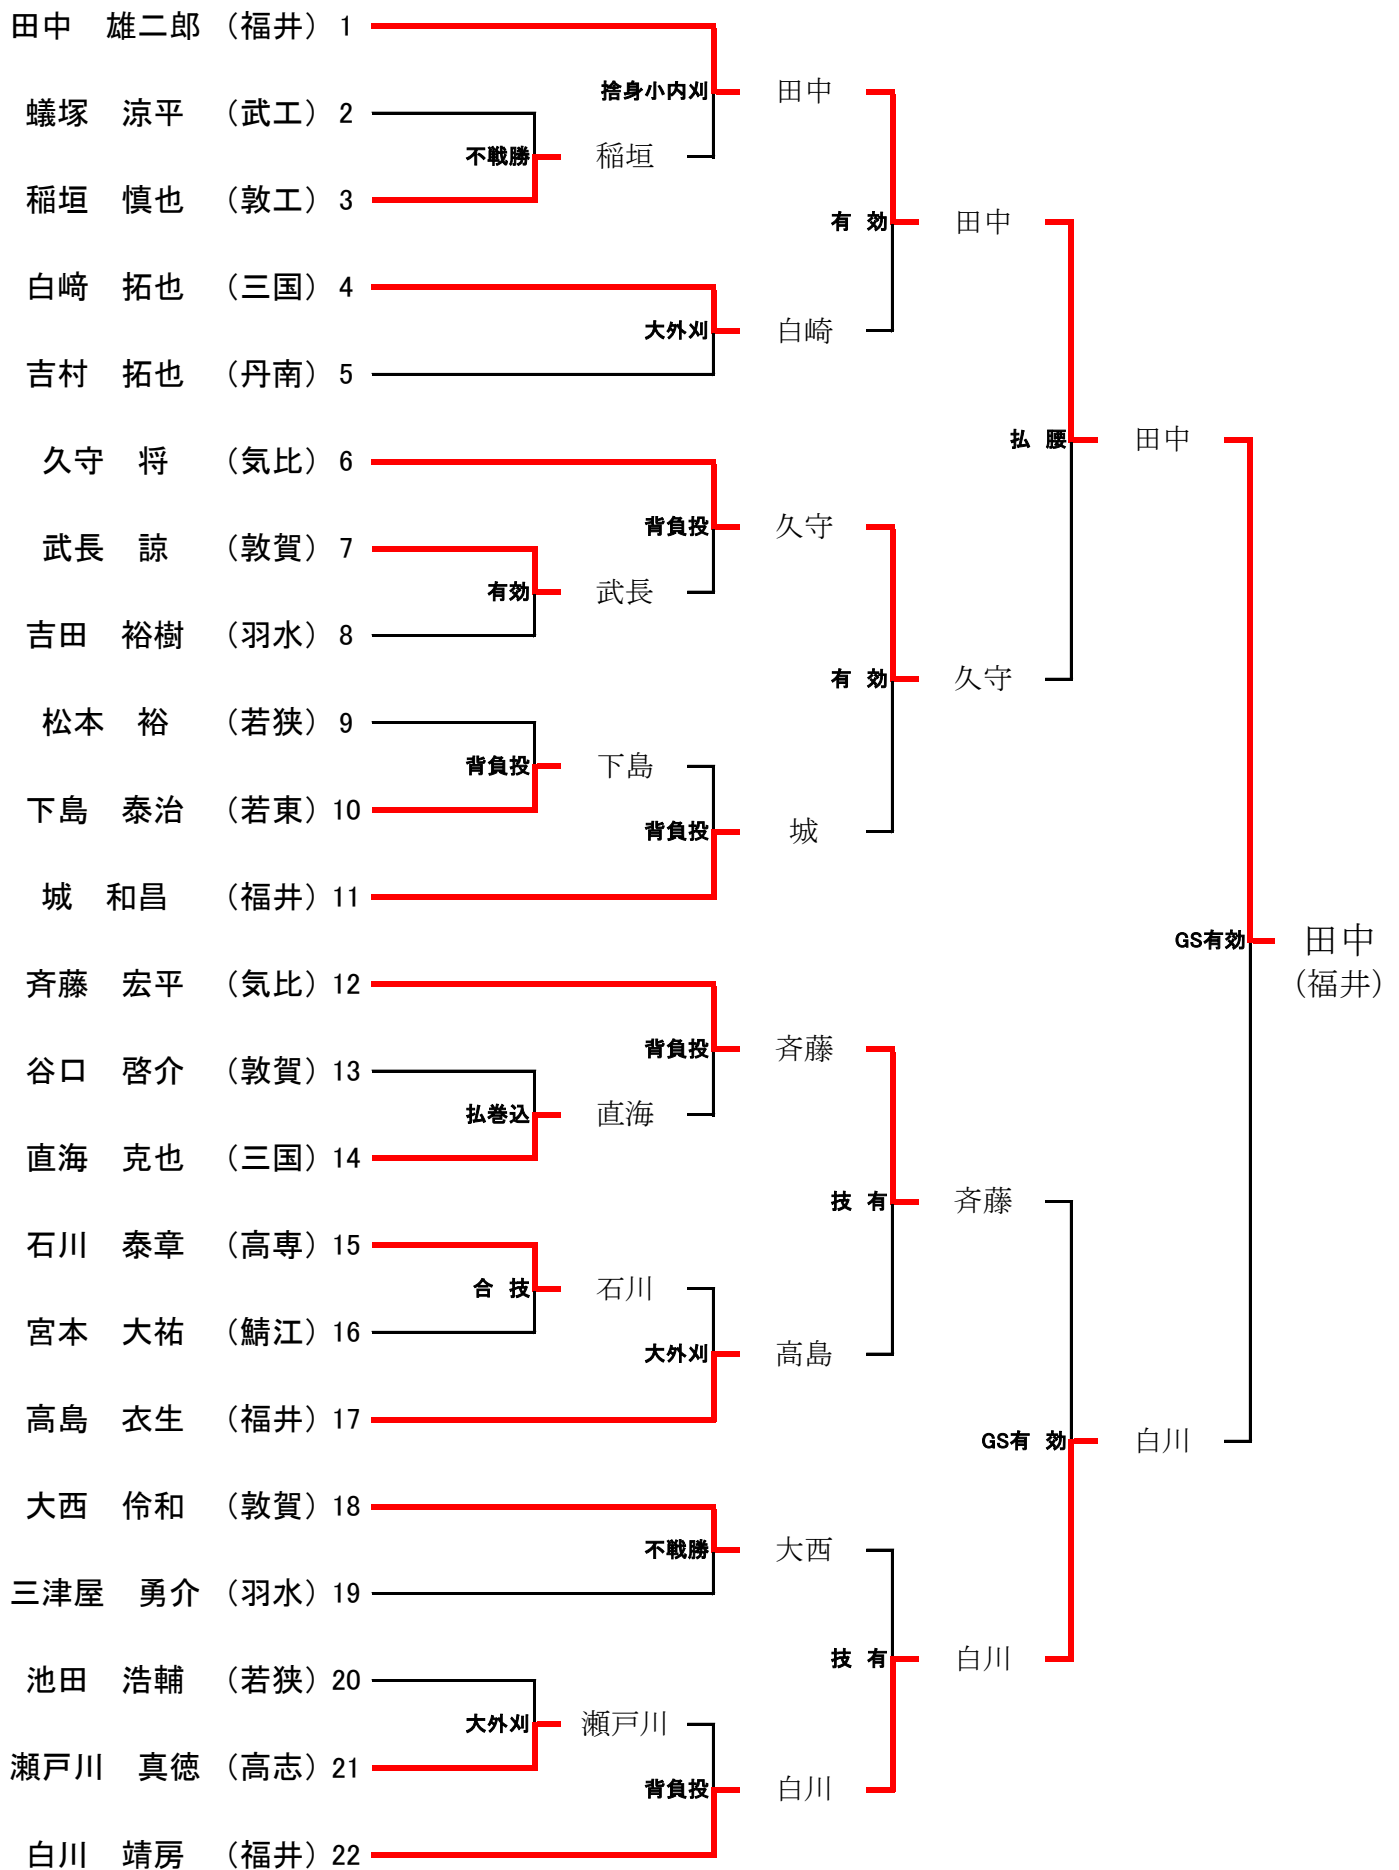 田中　雄二郎 （福井） 1
捨身小内刈 田中
蟻塚　涼平 （武工） 2
不戦勝 稲垣
稲垣　慎也 （敦工） 3
有 効 田中
白﨑　拓也 （三国） 4
大外刈 白崎
吉村　拓也 （丹南） 5
払 腰 田中
久守　将 （気比） 6
背負投 久守
武長　諒 （敦賀） 7
有効 武長
吉田　裕樹 （羽水） 8
有 効 久守
松本　裕 （若狭） 9
背負投 下島
下島　泰治 （若東） 10
背負投 城
城　和昌 （福井） 11
GS有効 田中
（福井）
斉藤　宏平 （気比） 12
背負投 斉藤
谷口　啓介 （敦賀） 13
払巻込 直海
直海　克也 （三国） 14
技 有 斉藤
石川　泰章 （高専） 15
合 技 石川
宮本　大祐 （鯖江） 16
大外刈 高島
高島　衣生 （福井） 17
GS有 効 白川
大西　伶和 （敦賀） 18
不戦勝 大西
三津屋　勇介 （羽水） 19
技 有 白川
池田　浩輔 （若狭） 20
大外刈 瀬戸川
瀬戸川　真徳 （高志） 21
背負投 白川
白川　靖房 （福井） 22